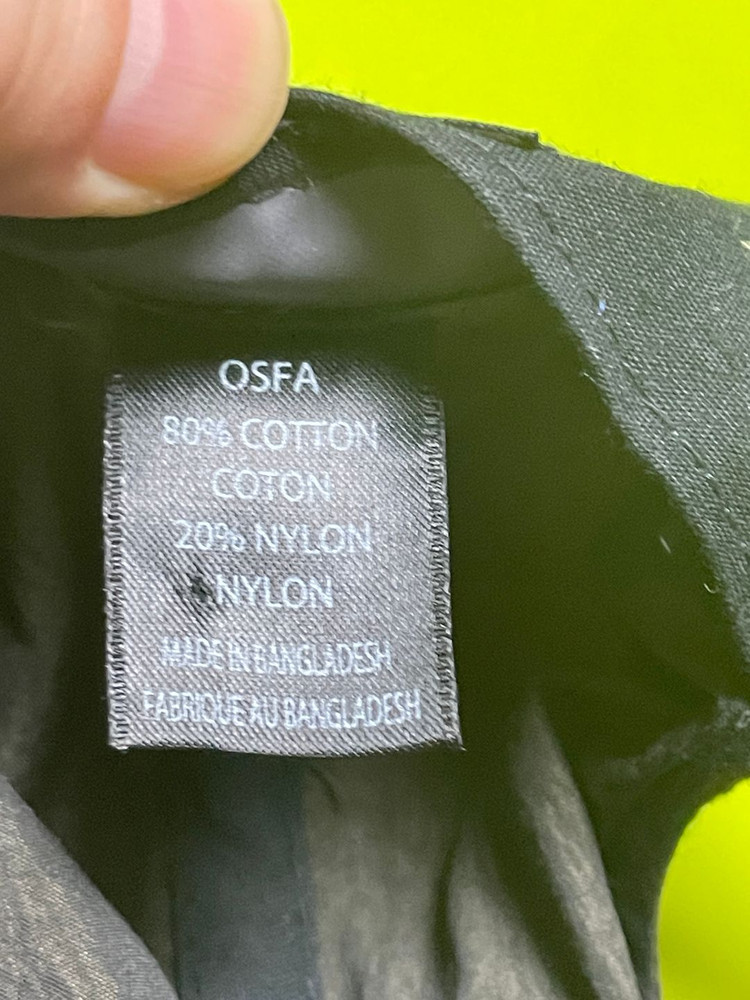 OSFA
80% COTTON
COTON
20% NYLON
NYLON
MADE IN BANGLADESH
FABRIQUE AU BANGLADESH